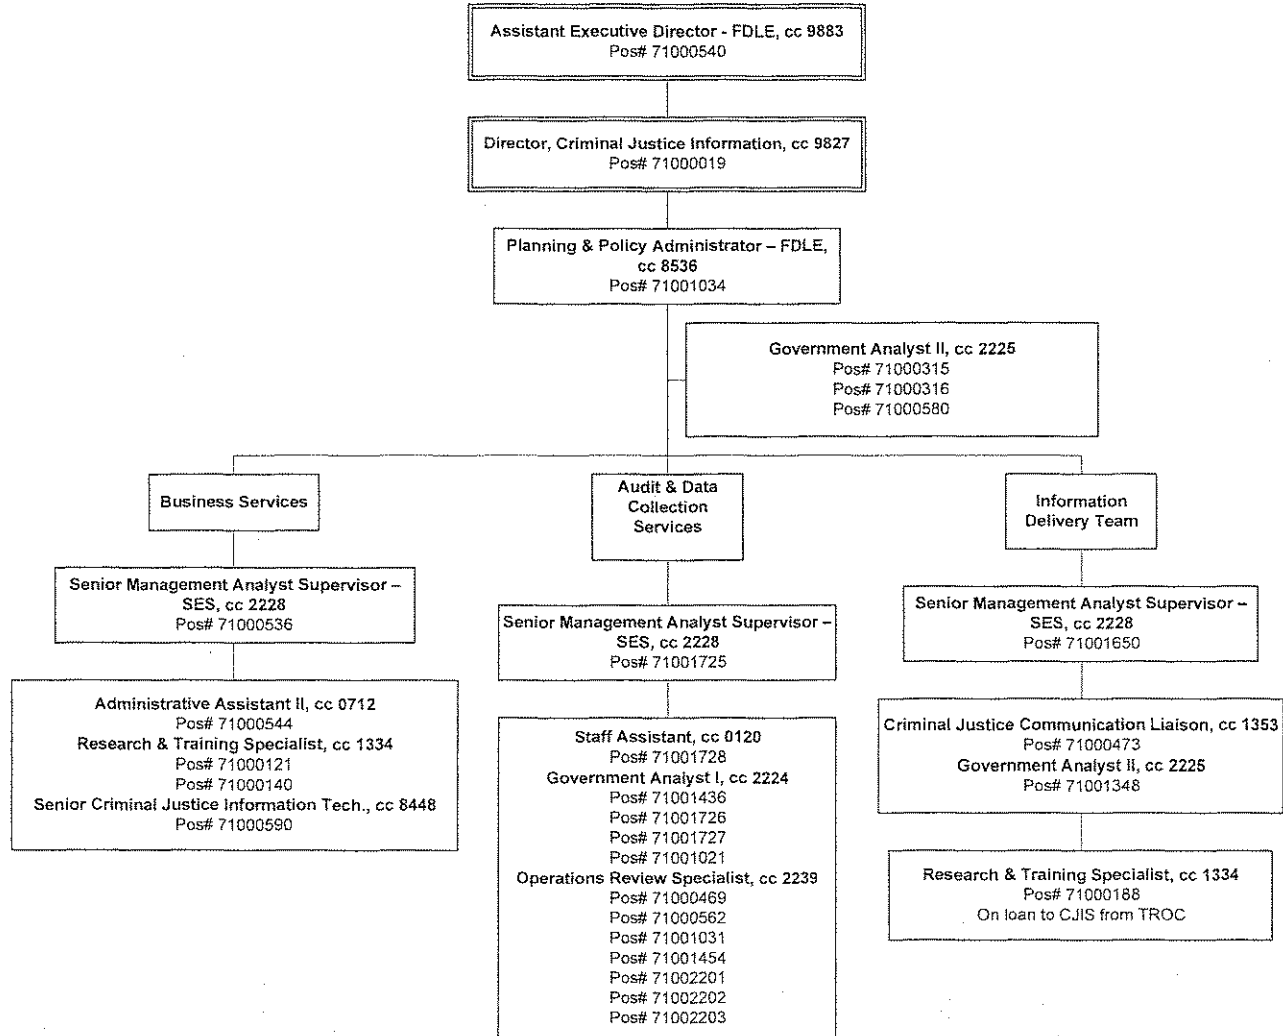 Assistant Executive Director - FDLE, cc 9883
Pos# 71000540
Director, Criminal Justice Information, cc 9827
Pos# 71000019
Planning & Policy Administrator – FDLE,
cc 8536
Pos# 71001034
Government Analyst II, cc 2225
Pos# 71000315
Pos# 71000316
Pos# 71000580
Business Services
Senior Management Analyst Supervisor –
SES, cc 2228
Pos# 71000536
Administrative Assistant II, cc 0712
Pos# 71000544
Research & Training Specialist, cc 1334
Pos# 71000121
Pos# 71000140
Senior Criminal Justice Information Tech., cc 8448
Pos# 71000590
Audit & Data
Collection
Services
Senior Management Analyst Supervisor –
SES, cc 2228
Pos# 71001725
Staff Assistant, cc 0120
Pos# 71001728
Government Analyst I, cc 2224
Pos# 71001436
Pos# 71001726
Pos# 71001727
Pos# 71001021
Operations Review Specialist, cc 2239
Pos# 71000469
Pos# 71000562
Pos# 71001031
Pos# 71001454
Pos# 71002201
Pos# 71002202
Pos# 71002203
Information
Delivery Team
Senior Management Analyst Supervisor –
SES, cc 2228
Pos# 71001650
Criminal Justice Communication Liaison, cc 1353
Pos# 71000473
Government Analyst II, cc 2225
Pos# 71001348
Research & Training Specialist, cc 1334
Pos# 71000188
On loan to CJIS from TROC